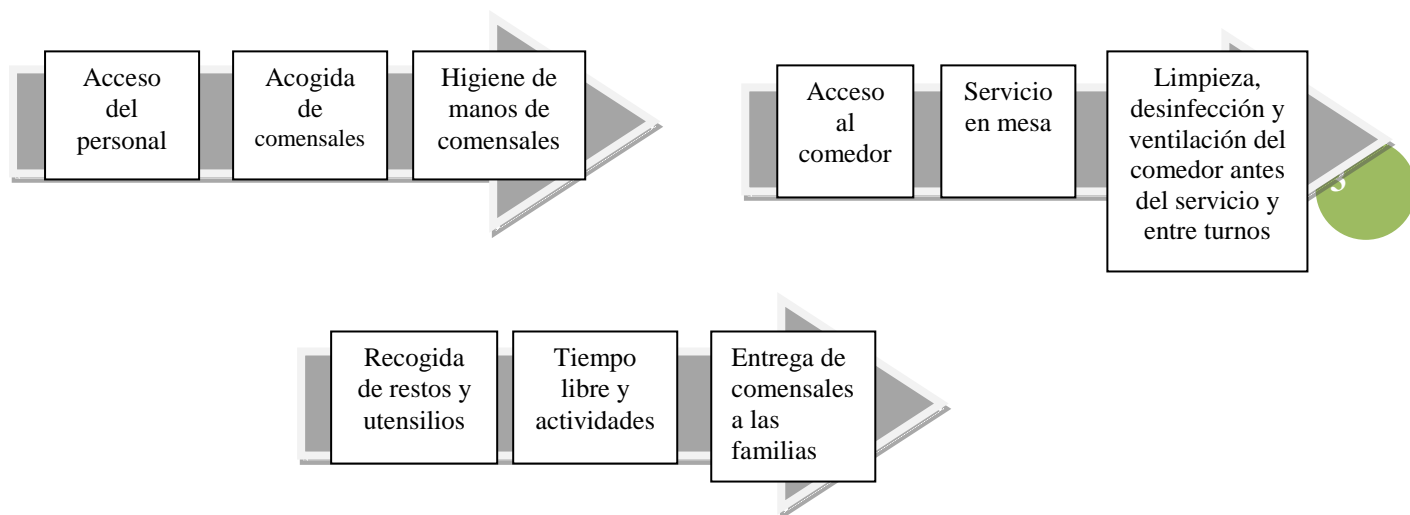 Acceso
del
personal
Acogida
de
comensales
Higiene de
manos de
comensales
Acceso
al
comedor
Servicio
en mesa
Limpieza,
desinfección y
ventilación del
comedor antes
del servicio y
entre turnos
3
Recogida
de restos y
utensilios
Tiempo
libre y
actividades
Entrega de
comensales
a las
familias